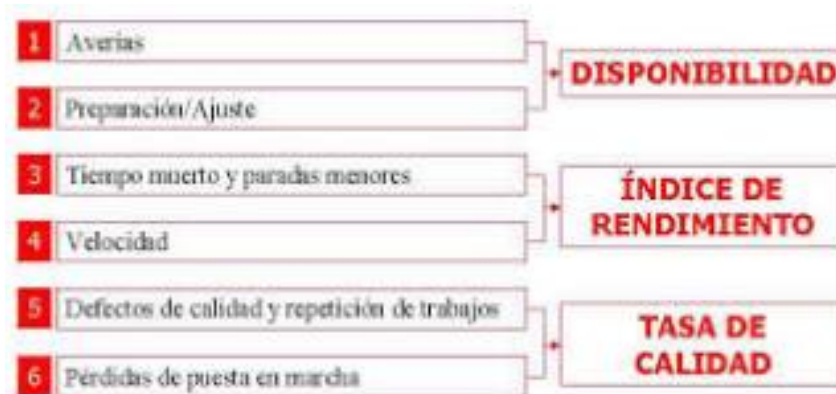 1 Averías
DISPONIBILIDAD
2 Preparación/Ajuste
3 Tiempo muerto y paradas menores
ÍNDICE DE
RENDIMIENTO
4 Velocidad
5 Defectos de calidad y repetición de trabajos
TASA DE
CALIDAD
6 Pérdidas de puesta en marcha